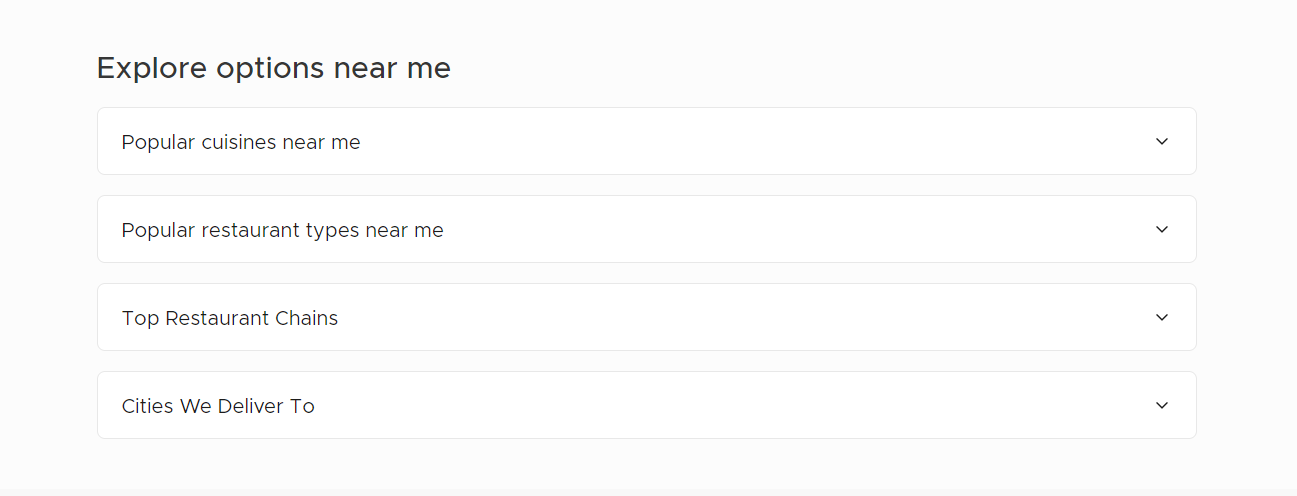 Explore options near me
Popular cuisines near me
Popular restaurant types near me
Top Restaurant Chains
Cities We Deliver To